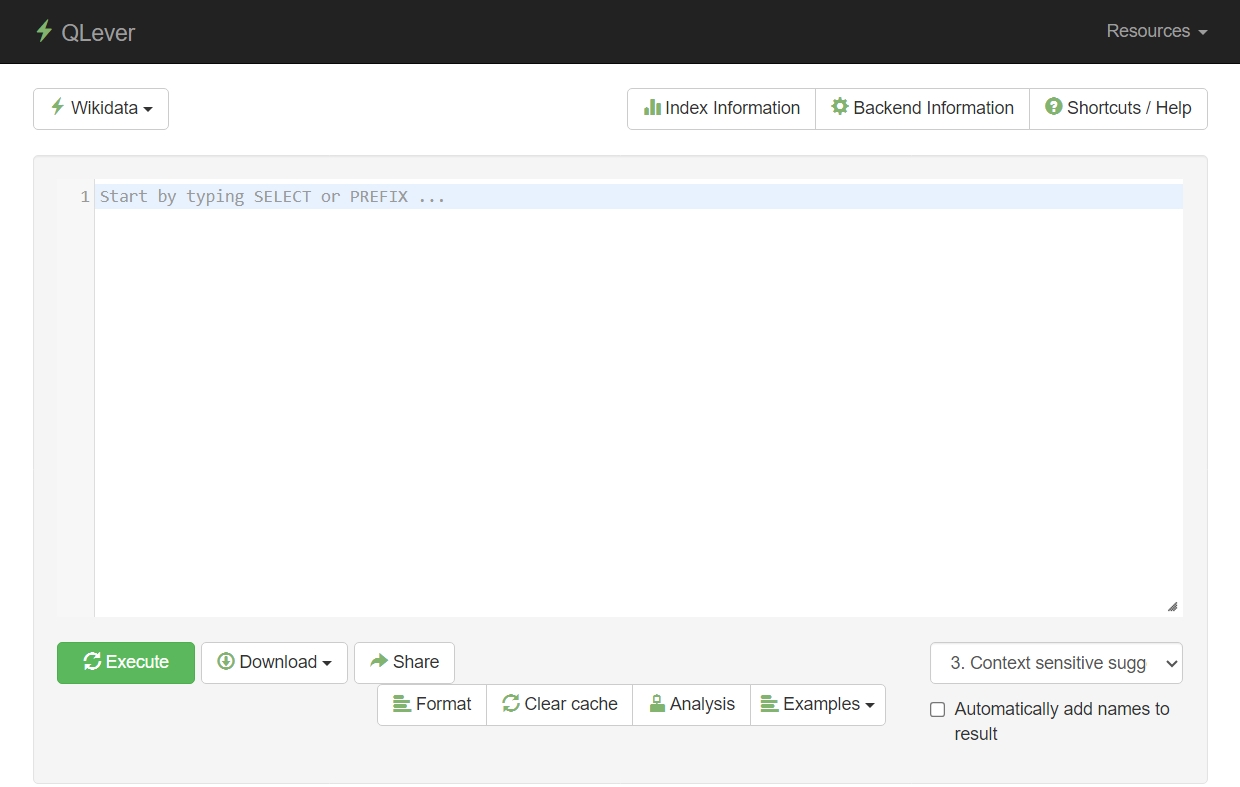 QLever
Resources
Wikidata
Index Information
Backend Information
Shortcuts / Help
1
Start by typing SELECT or PREFIX ...
Execute
Download
Share
3. Context sensitive sugg
Format
Clear cache
Analysis
Examples
Automatically add names to
result